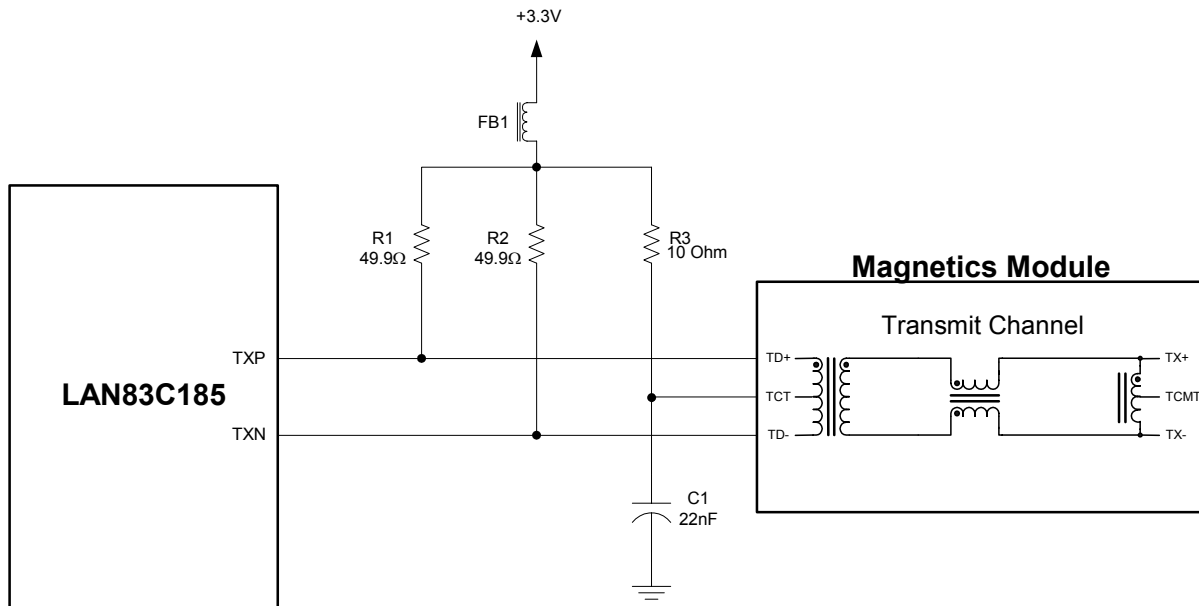 +3.3V
FB1
R1
49.9Ω
R2
49.9Ω
R3
10 Ohm
Magnetics Module
Transmit Channel
TXP
TD+
TX+
LAN83C185
TCT
TCMT
TXN
TD-
TX-
C1
22nF